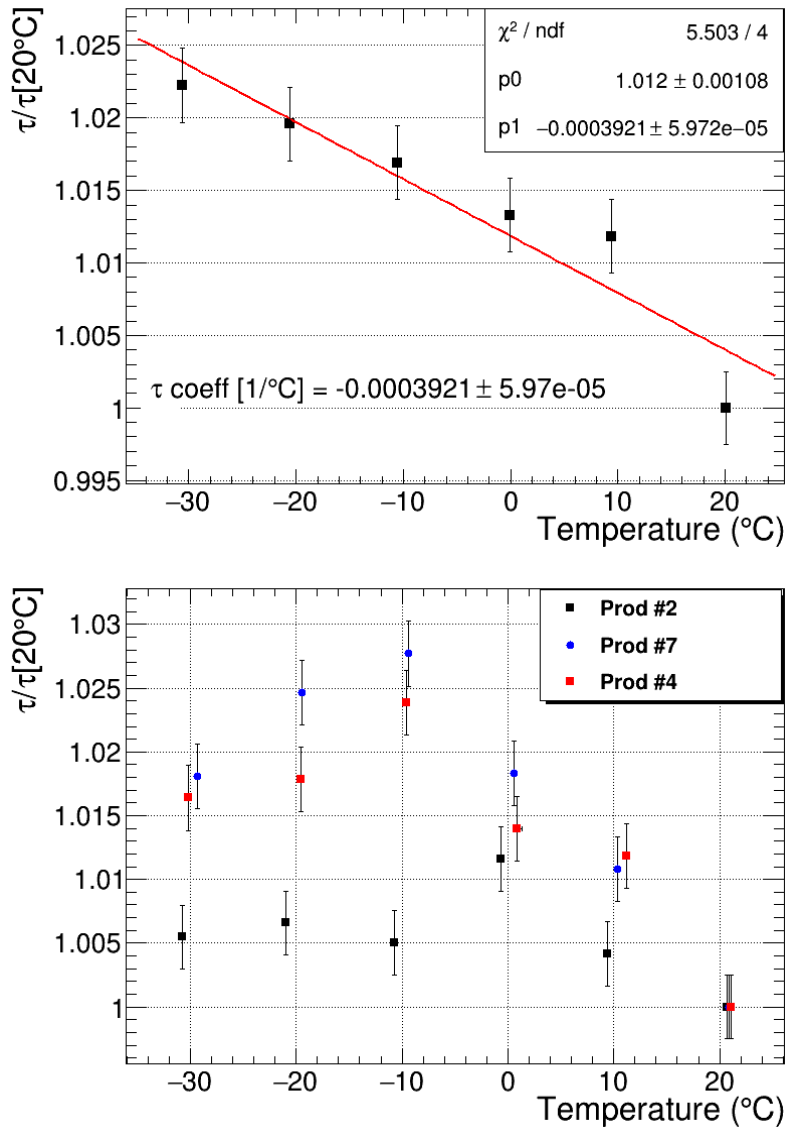 τ/τ[20°C]
χ² / ndf 5.503 / 4
p0 1.012 ± 0.00108
p1 −0.0003921 ± 5.972e−05
1.025
1.02
1.015
1.01
1.005
1
0.995
τ coeff [1/°C] = -0.0003921 ± 5.97e-05
−30 −20 −10 0 10 20
Temperature (°C)
τ/τ[20°C]
Prod #2
Prod #7
Prod #4
1.03
1.025
1.02
1.015
1.01
1.005
1
−30 −20 −10 0 10 20
Temperature (°C)